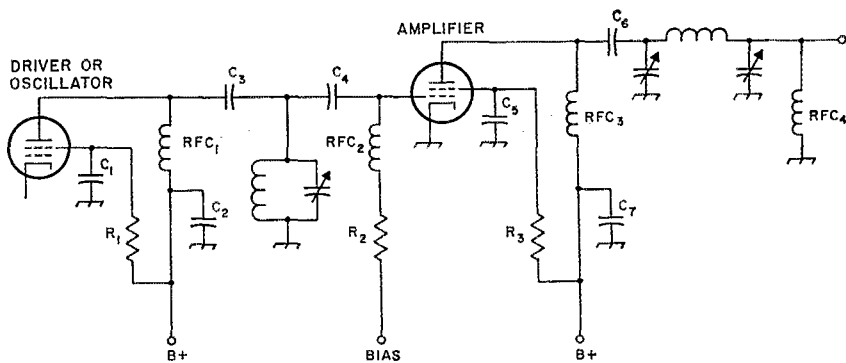 DRIVER OR
OSCILLATOR
AMPLIFIER
C6
C3
C4
RFC1
RFC2
C5
RFC3
RFC4
C1
C2
R1
R2
R3
C7
B+
BIAS
B+